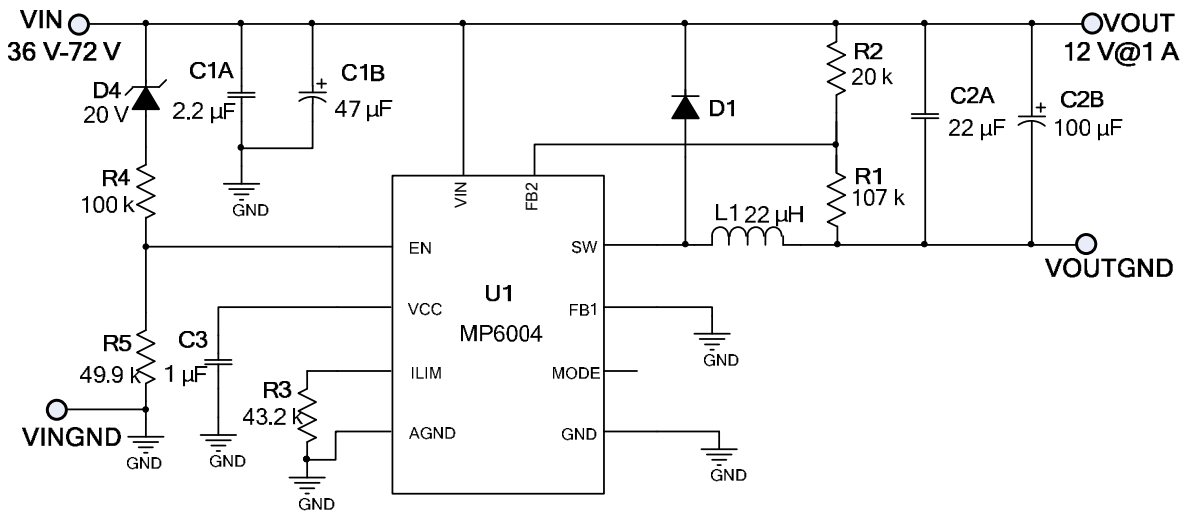 VIN
36 V-72 V
VOUT
12 V@1 A
D4
20 V
C1A
2.2 µF
C1B
47 µF
GND
R4
100 k
R5
49.9 k
VINGND
GND
C3
1 µF
GND
R3
43.2 k
GND
VIN
FB2
EN
VCC
ILIM
AGND
U1
MP6004
SW
FB1
MODE
GND
D1
L1 22 µH
R2
20 k
R1
107 k
C2A
22 µF
C2B
100 µF
VOUTGND
GND
GND